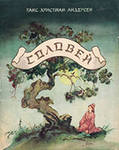 ГАНС ХРИСТИАН АНДЕРСЕН
СОЛОВЕЙ